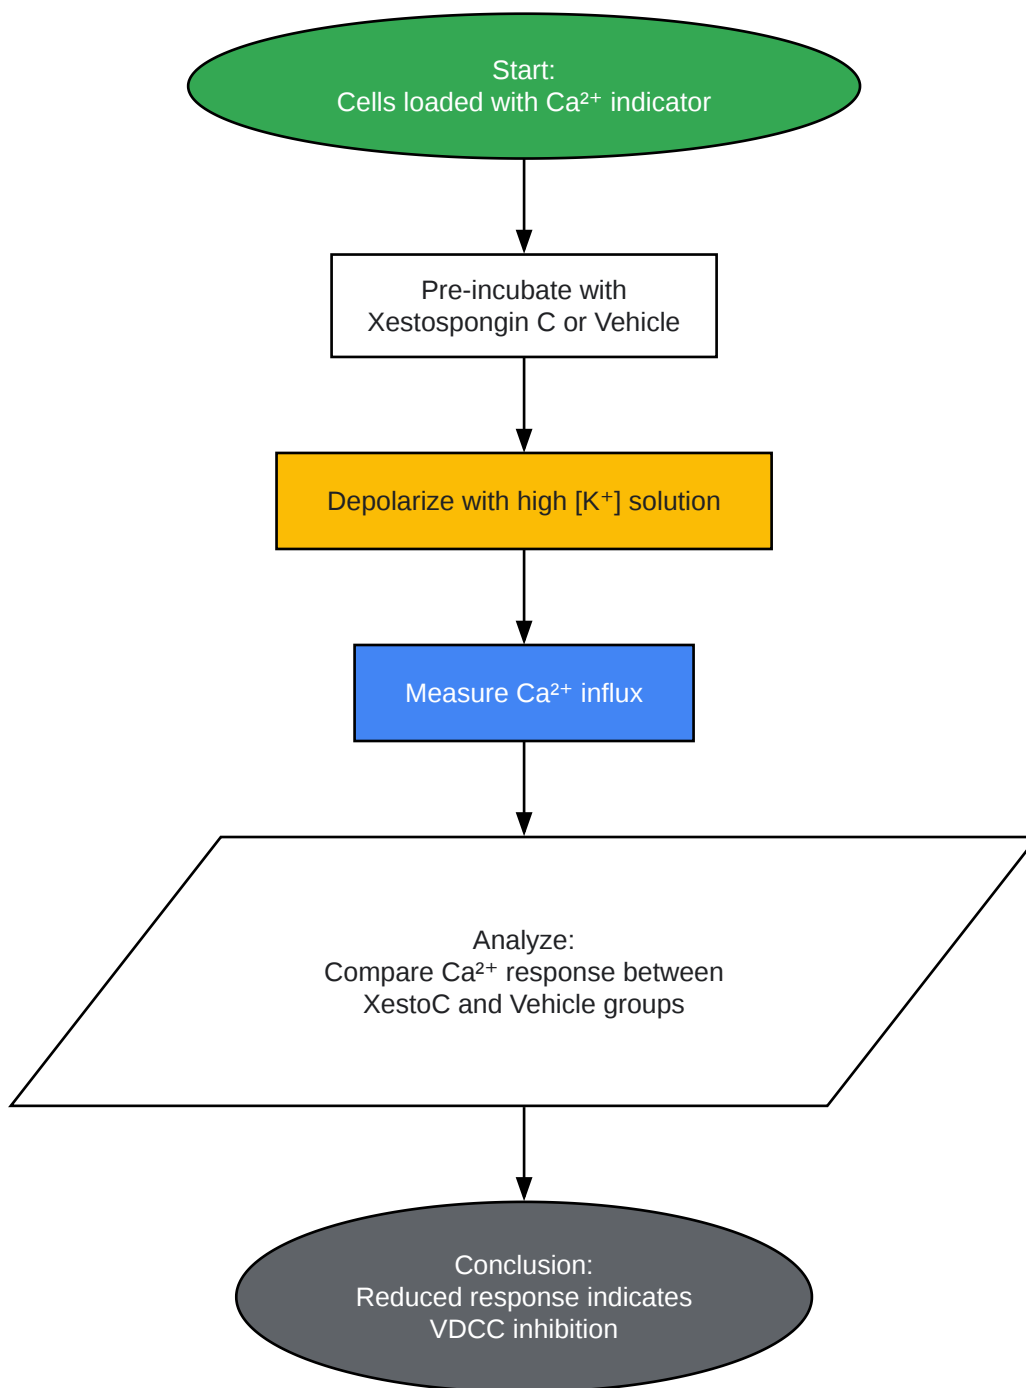 Start:
Cells loaded with Ca²⁺ indicator
Pre-incubate with
Xestospongin C or Vehicle
Depolarize with high [K⁺] solution
Measure Ca²⁺ influx
Analyze:
Compare Ca²⁺ response between
XestoC and Vehicle groups
Conclusion:
Reduced response indicates
VDCC inhibition